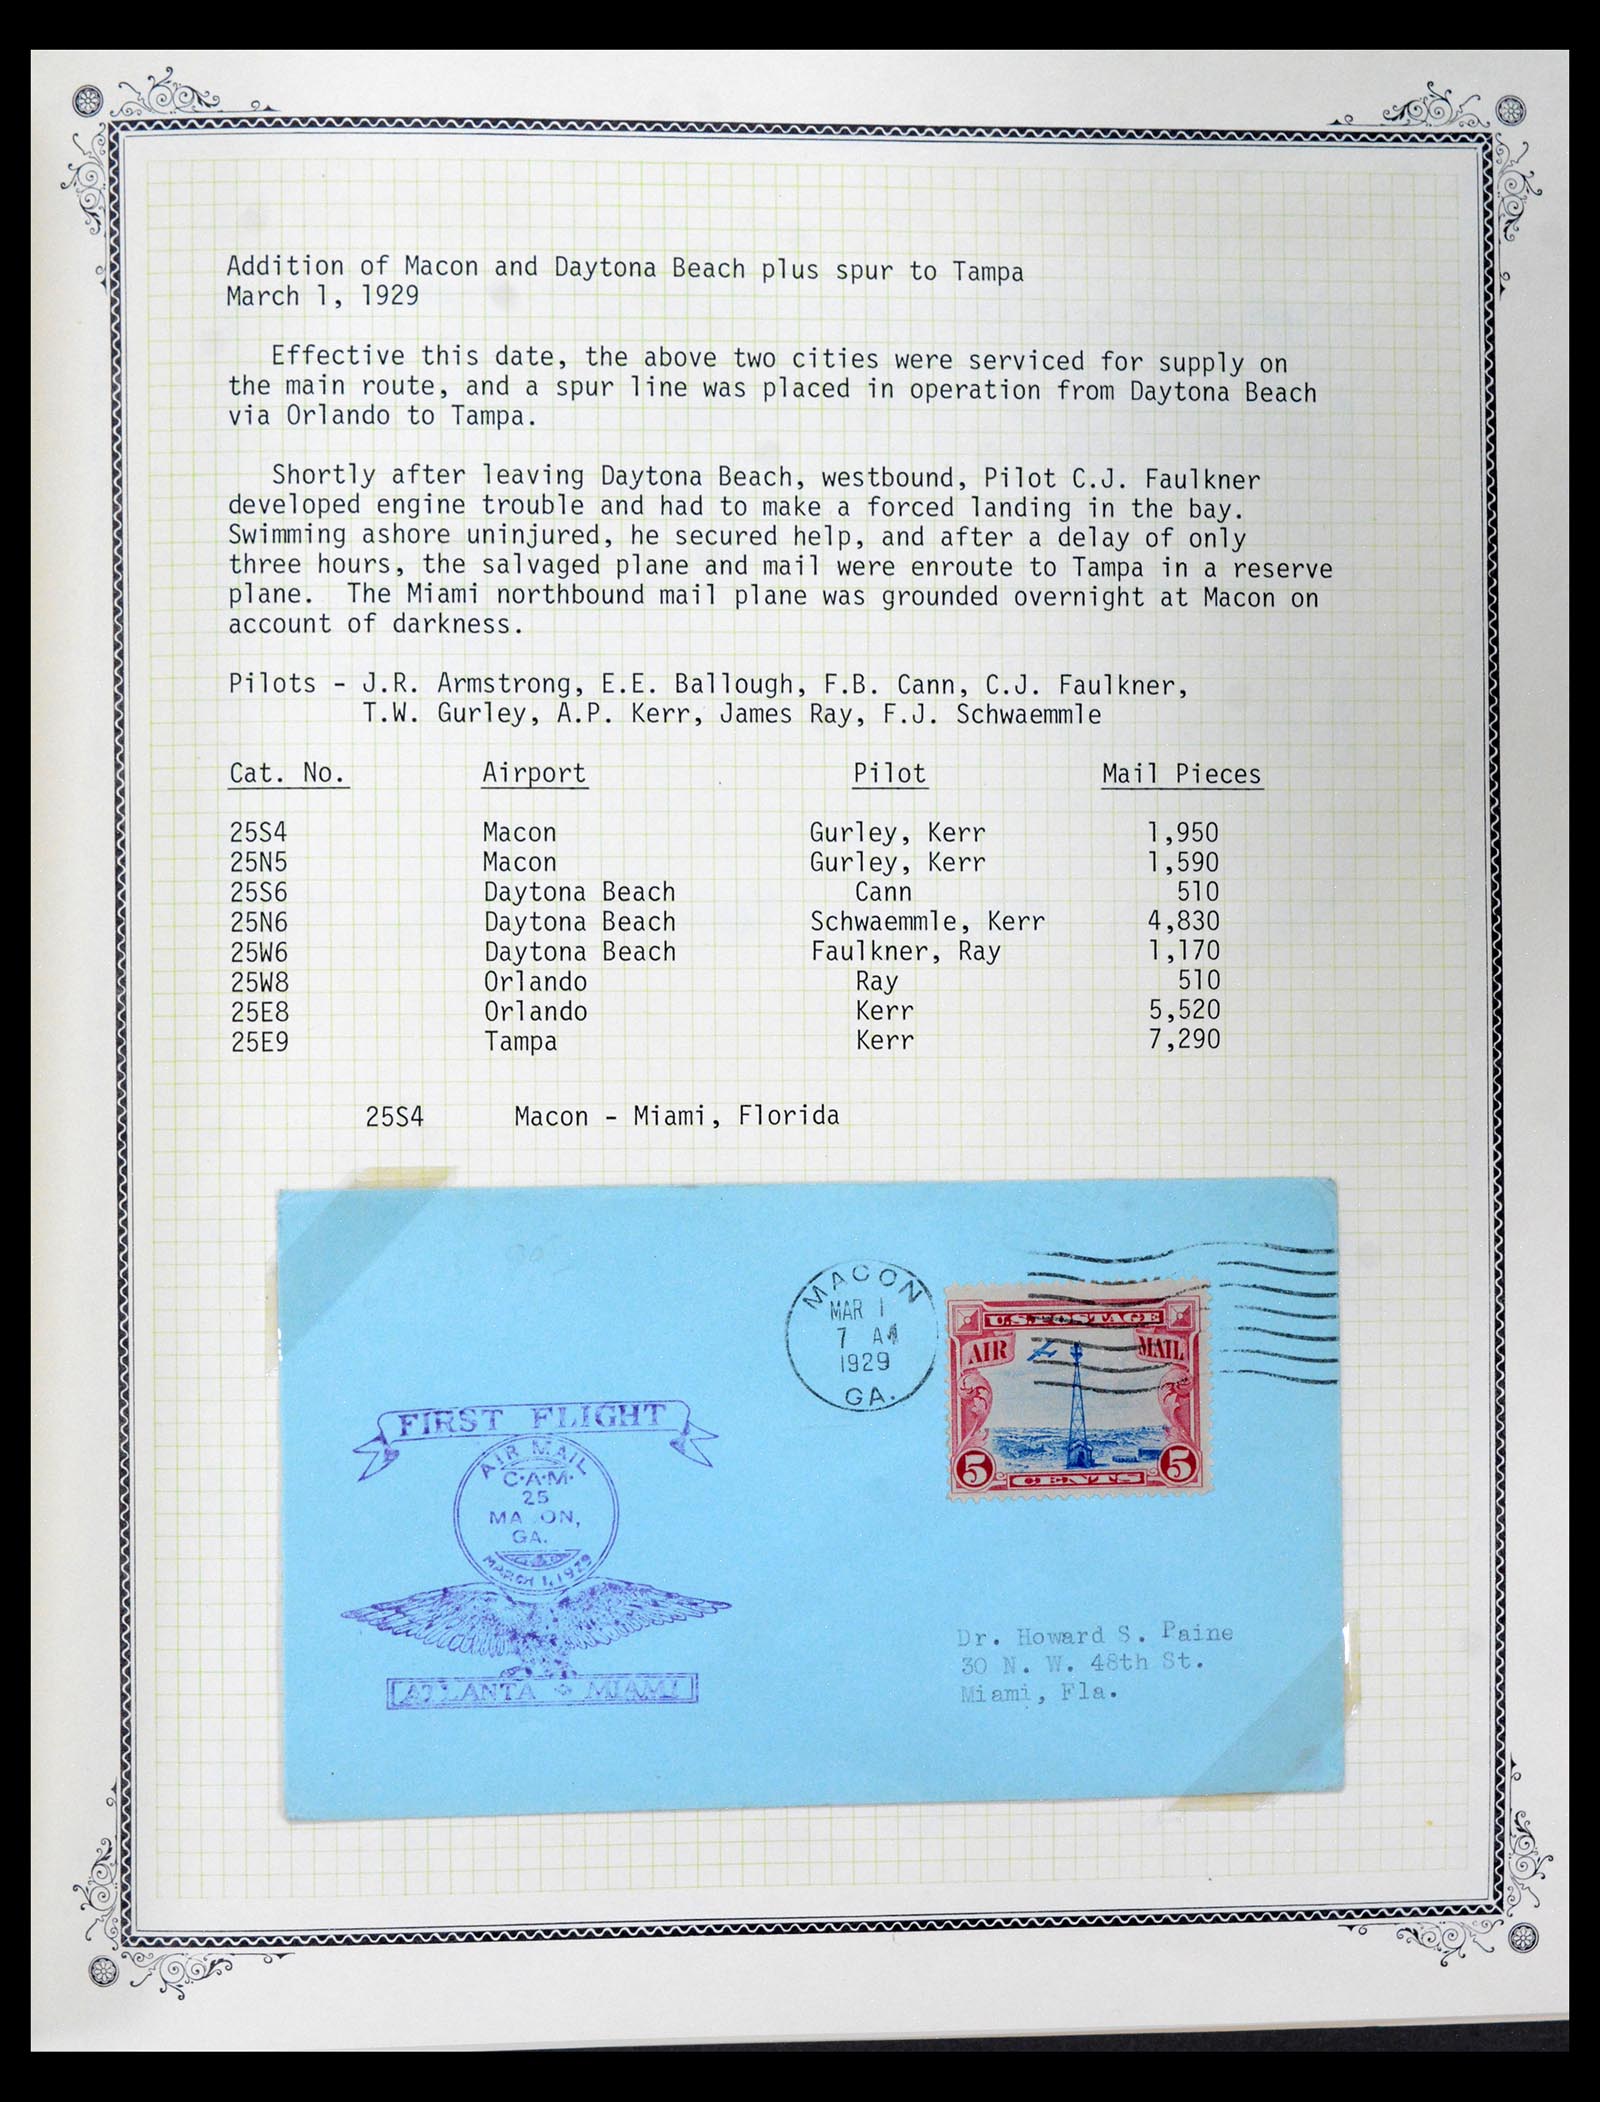 Addition of Macon and Daytona Beach plus spur to Tampa
March 1, 1929
Effective this date, the above two cities were serviced for supply on
the main route, and a spur line was placed in operation from Daytona Beach
via Orlando to Tampa.
Shortly after leaving Daytona Beach, westbound, Pilot C.J. Faulkner
developed engine trouble and had to make a forced landing in the bay.
Swimming ashore uninjured, he secured help, and after a delay of only
three hours, the salvaged plane and mail were enroute to Tampa in a reserve
plane. The Miami northbound mail plane was grounded overnight at Macon on
account of darkness.
Pilots - J.R. Armstrong, E.E. Ballough, F.B. Cann, C.J. Faulkner,
T.W. Gurley, A.P. Kerr, James Ray, F.J. Schwaemmle
Cat. No. Airport Pilot Mail Pieces
25S4 Macon Gurley, Kerr 1,950
25N5 Macon Gurley, Kerr 1,590
25S6 Daytona Beach Cann 510
25N6 Daytona Beach Schwaemmle, Kerr 4,830
25W6 Daytona Beach Faulkner, Ray 1,170
25W8 Orlando Ray 510
25E8 Orlando Kerr 5,520
25E9 Tampa Kerr 7,290
25S4 Macon - Miami, Florida
MACON
MAR 1
7 AM
1929
GA.
U.S. POSTAGE
AIR MAIL
5 5
CENTS
FIRST FLIGHT
AIR MAIL
C.A.M.
25
MACON,
GA.
MARCH 1, 1929
ATLANTA MIAMI
Dr. Howard S. Paine
30 N. W. 48th St.
Miami, Fla.